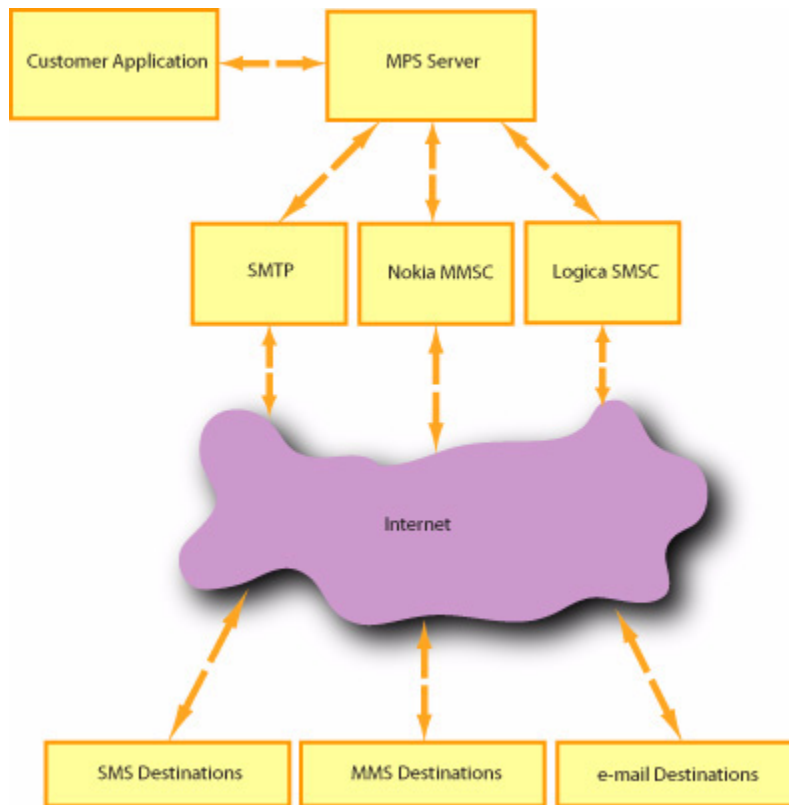 Customer Application
MPS Server
SMTP
Nokia MMSC
Logica SMSC
Internet
SMS Destinations
MMS Destinations
e-mail Destinations